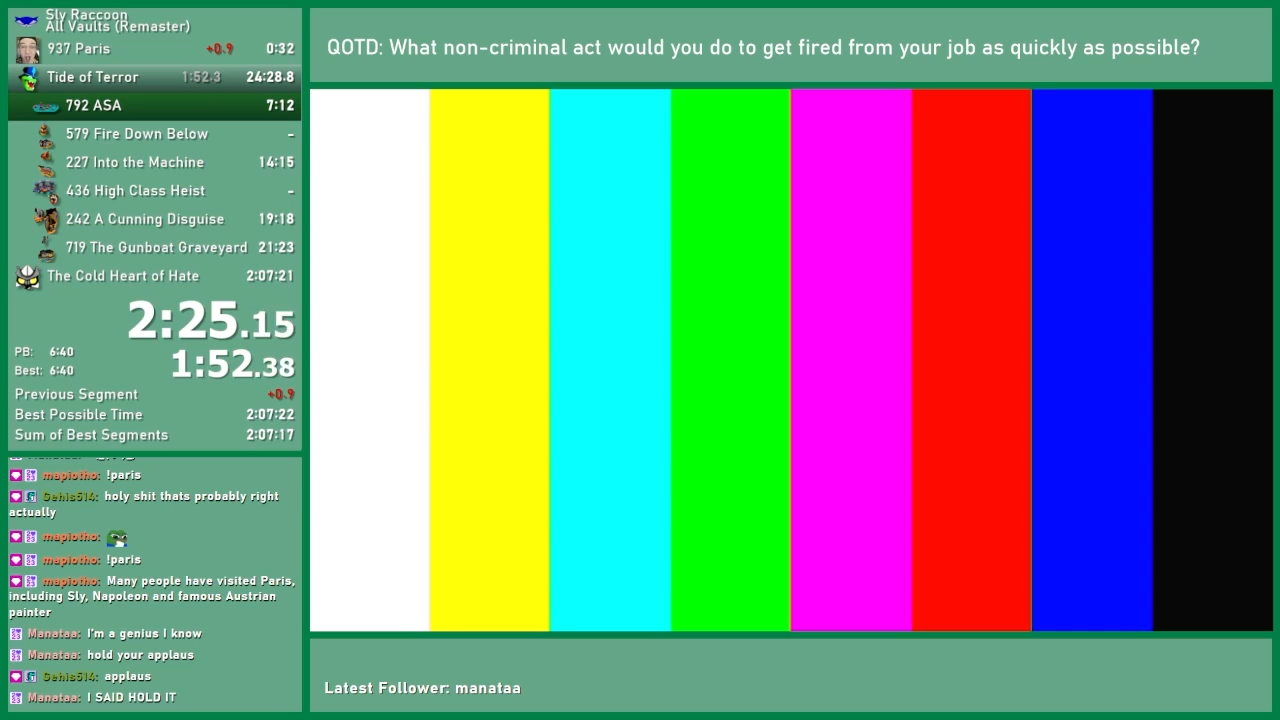 Sly Raccoon
All Vaults (Remaster)
937 Paris +0.9 0:32
Tide of Terror 1:52.3 24:28.8
792 ASA 7:12
579 Fire Down Below -
227 Into the Machine 14:15
436 High Class Heist -
242 A Cunning Disguise 19:18
719 The Gunboat Graveyard 21:23
The Cold Heart of Hate 2:07:21
2:25.15
PB: 6:40
Best: 6:40
1:52.38
Previous Segment +0.9
Best Possible Time 2:07:22
Sum of Best Segments 2:07:17
mapiotho: !paris
Gehis514: holy shit thats probably right
actually
mapiotho:
mapiotho: !paris
mapiotho: Many people have visited Paris,
including Sly, Napoleon and famous Austrian
painter
Manataa: I'm a genius I know
Manataa: hold your applaus
Gehis514: applaus
Manataa: I SAID HOLD IT
QOTD: What non-criminal act would you do to get fired from your job as quickly as possible?
Latest Follower: manataa